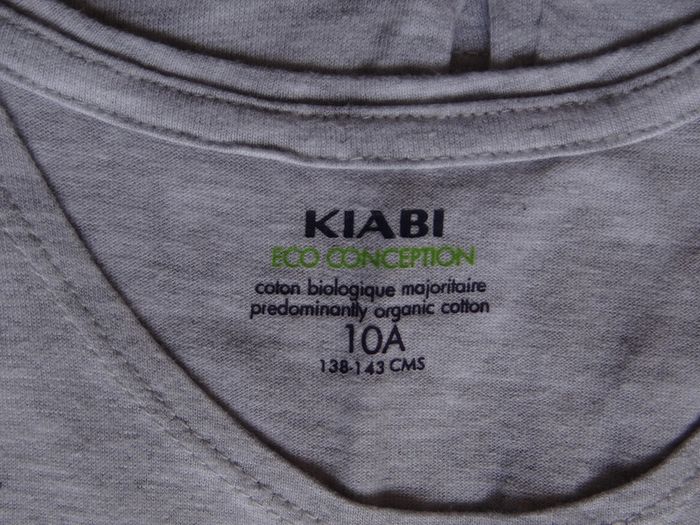 KIABI
ECO CONCEPTION
coton biologique majoritaire
predominantly organic cotton
10A
138-143 CMS